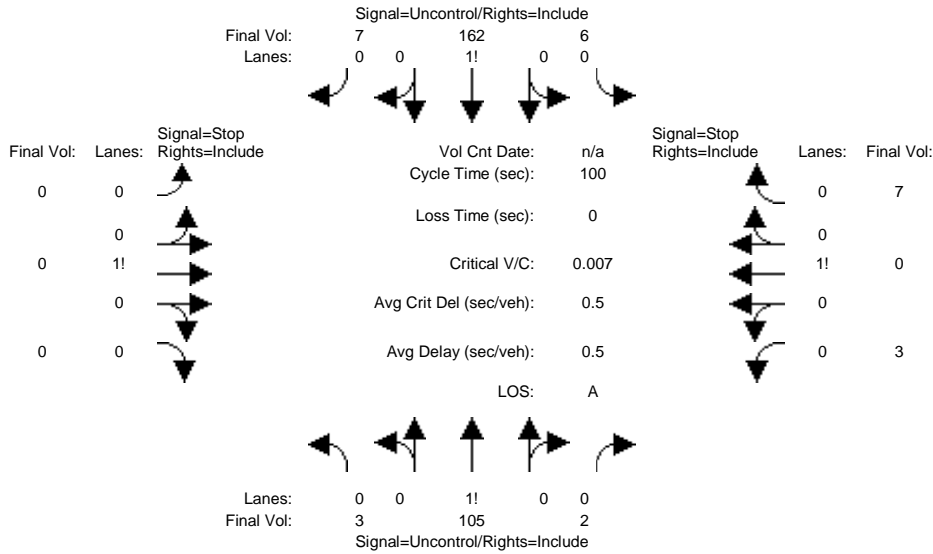 Signal=Uncontrol/Rights=Include
Final Vol: 7 162 6
Lanes: 0 0 1! 0 0
Signal=Stop
Final Vol: Lanes: Rights=Include
Vol Cnt Date: n/a
Signal=Stop
Rights=Include Lanes: Final Vol:
Cycle Time (sec): 100
0 0
0 7
Loss Time (sec): 0
0
0
0 1!
Critical V/C: 0.007
1! 0
0
Avg Crit Del (sec/veh): 0.5
0
0 0
Avg Delay (sec/veh): 0.5
0 3
LOS: A
Lanes: 0 0 1! 0 0
Final Vol: 3 105 2
Signal=Uncontrol/Rights=Include